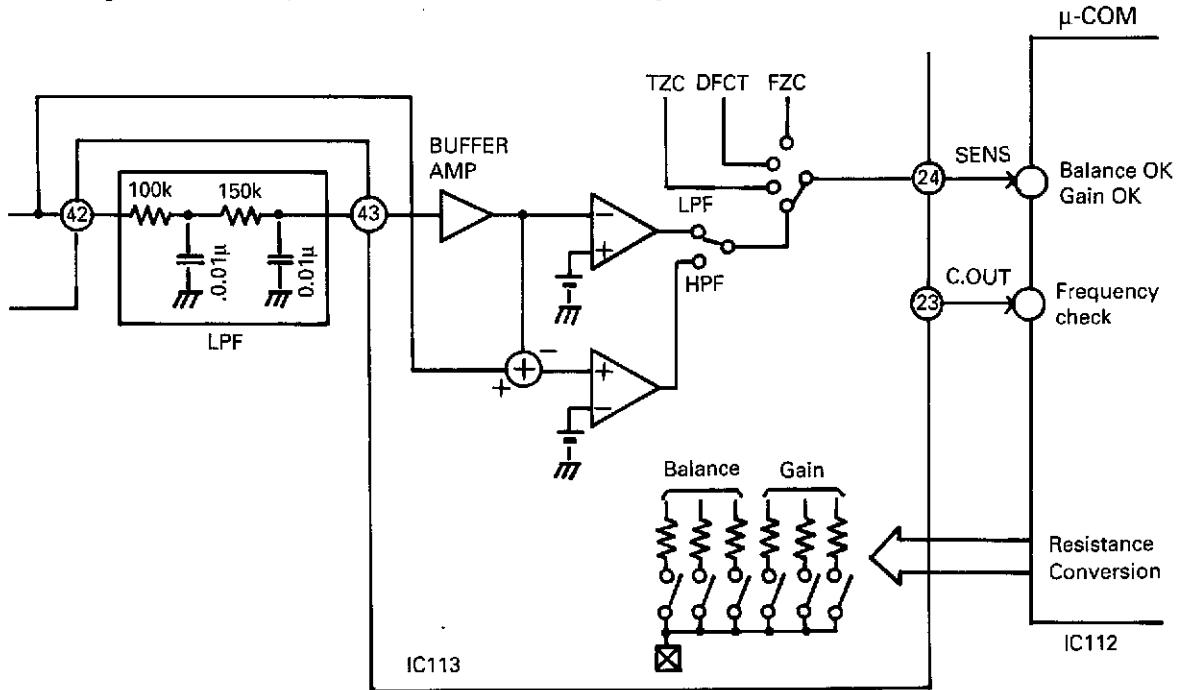 μ-COM
TZC DFCT FZC
BUFFER
AMP
100k
150k
42
43
.0.01μ
0.01μ
LPF
LPF
HPF
24
SENS
Balance OK
Gain OK
23
C.OUT
Frequency
check
Balance
Gain
Resistance
Conversion
IC113
IC112